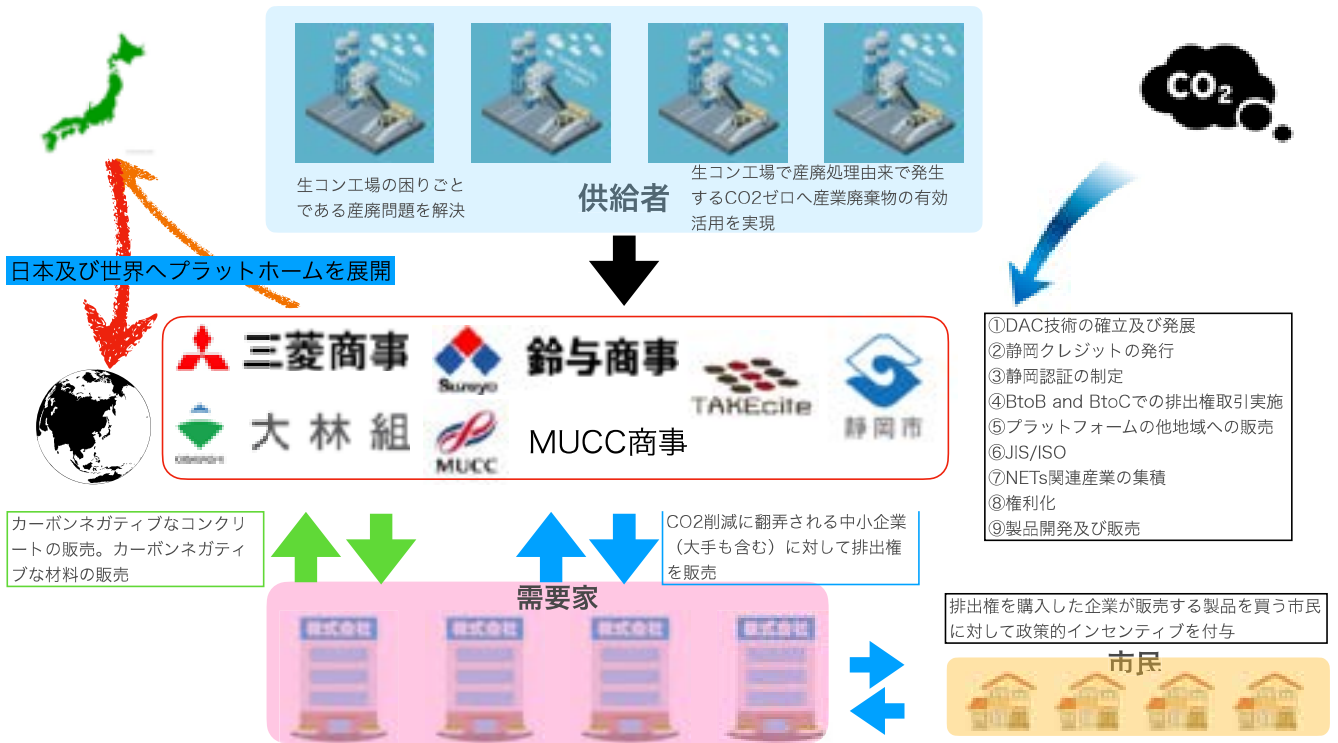 CO2
生コン工場の困りごと
である産廃問題を解決
供給者
生コン工場で産廃処理由来で発生
するCO2ゼロへ産業廃棄物の有効
活用を実現
日本及び世界へプラットホームを展開
三菱商事
Sureyo
鈴与商事
TAKEcite
静岡市
大林組
MUCC
MUCC商事
①DAC技術の確立及び発展
②静岡クレジットの発行
③静岡認証の制定
④BtoB and BtoCでの排出権取引実施
⑤プラットフォームの他地域への販売
⑥JIS/ISO
⑦NETs関連産業の集積
⑧権利化
⑨製品開発及び販売
カーボンネガティブなコンクリ
ートの販売。カーボンネガティ
ブな材料の販売
CO2削減に翻弄される中小企業
（大手も含む）に対して排出権
を販売
需要家
株式会社
株式会社
株式会社
株式会社
排出権を購入した企業が販売する製品を買う市民
に対して政策的インセンティブを付与
市民